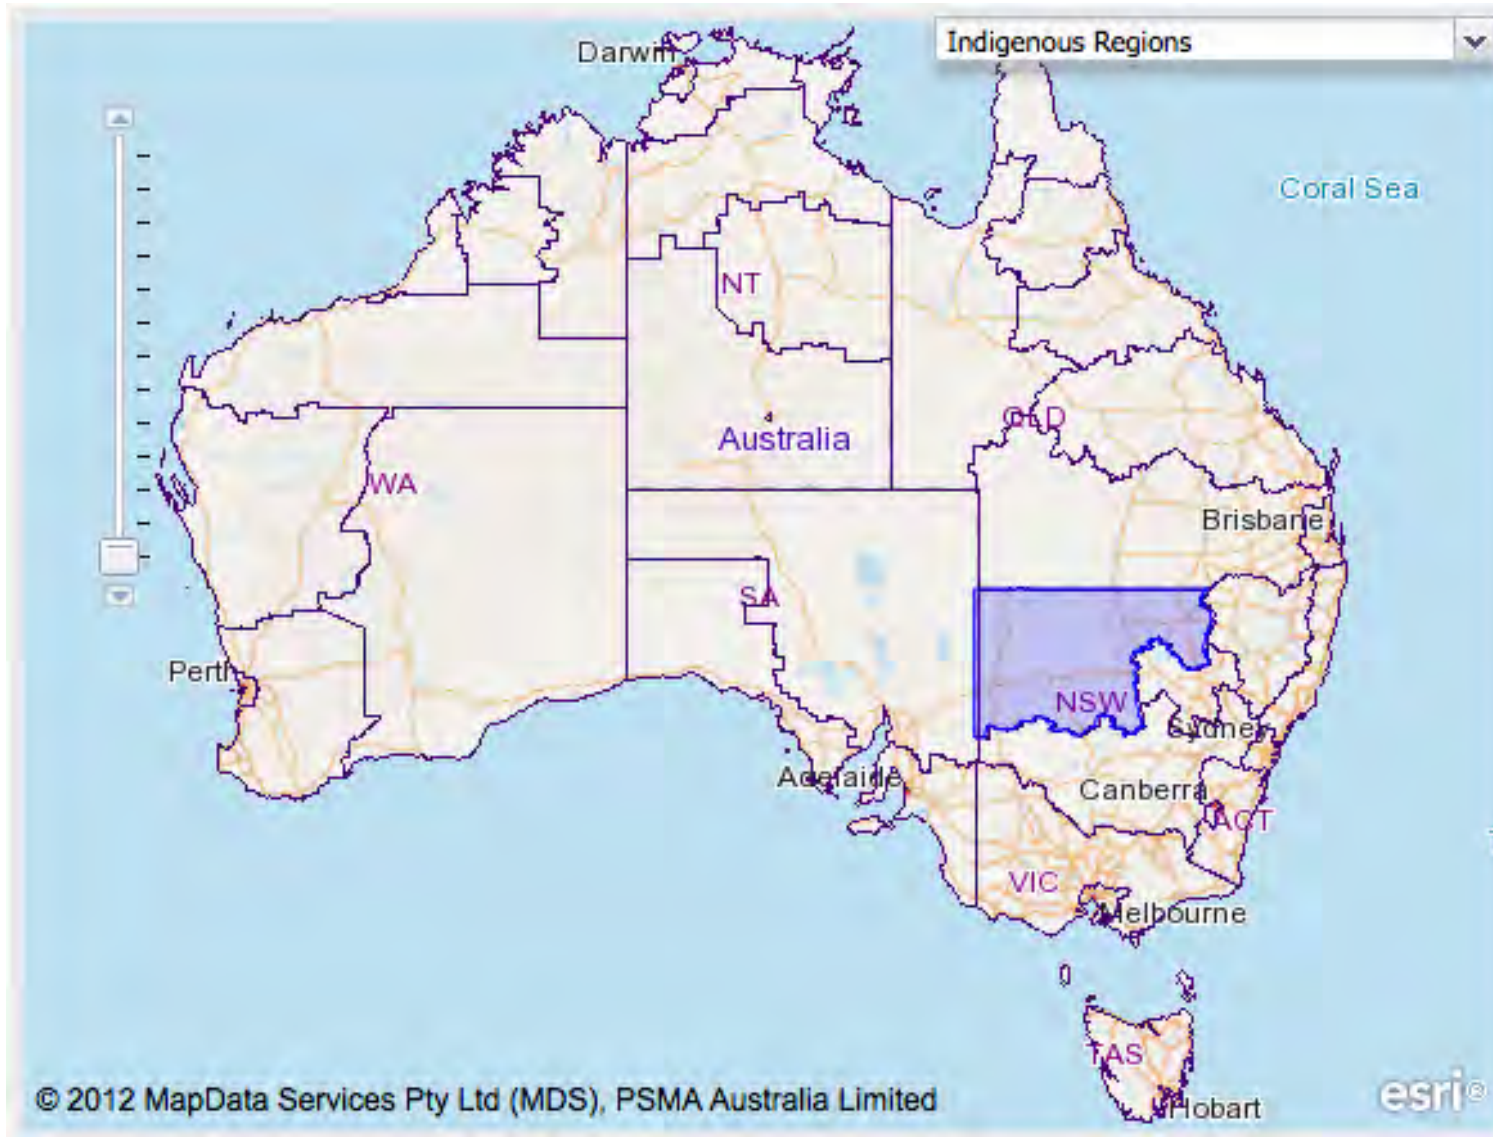 Indigenous Regions
Darwin
Coral Sea
NT
QLD
Australia
WA
Brisbane
SA
Perth
NSW
Sydney
Adelaide
Canberra
ACT
VIC
Melbourne
TAS
© 2012 MapData Services Pty Ltd (MDS), PSMA Australia Limited
esri®
Hobart